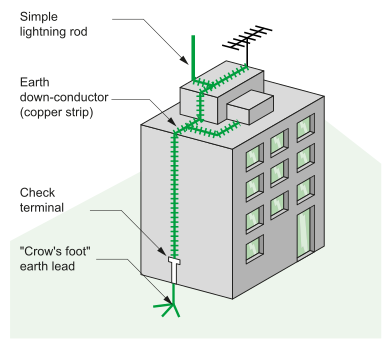 Simple
lightning rod
Earth
down-conductor
(copper strip)
Check
terminal
"Crow's foot"
earth lead